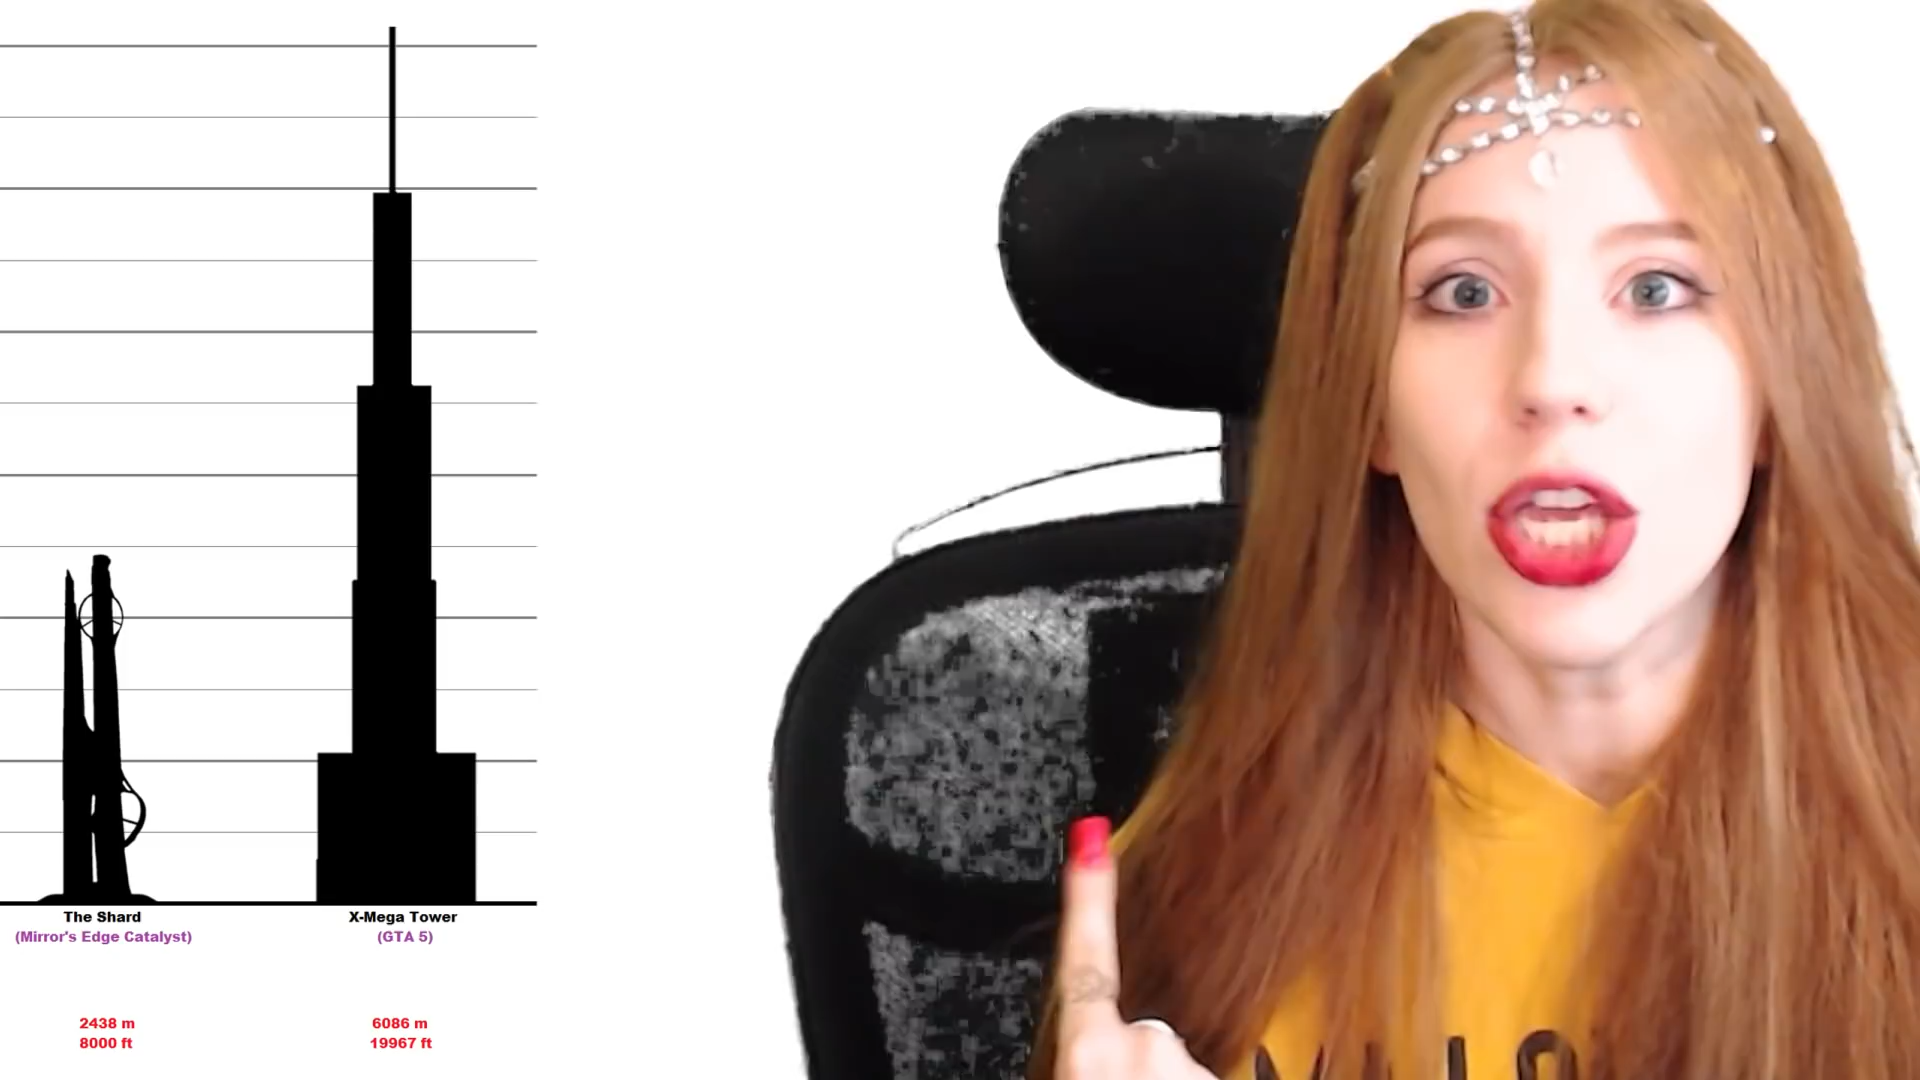 The Shard
(Mirror's Edge Catalyst)
2438 m
8000 ft
X-Mega Tower
(GTA 5)
6086 m
19967 ft